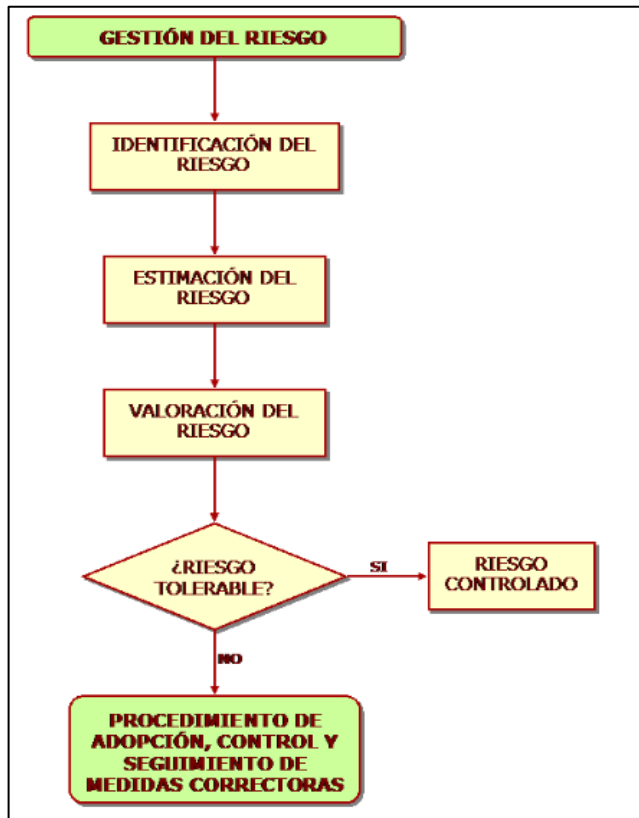 GESTIÓN DEL RIESGO
IDENTIFICACIÓN DEL
RIESGO
ESTIMACIÓN DEL
RIESGO
VALORACIÓN DEL
RIESGO
¿RIESGO
TOLERABLE?
SI
RIESGO
CONTROLADO
NO
PROCEDIMIENTO DE
ADOPCIÓN, CONTROL Y
SEGUIMIENTO DE
MEDIDAS CORRECTORAS